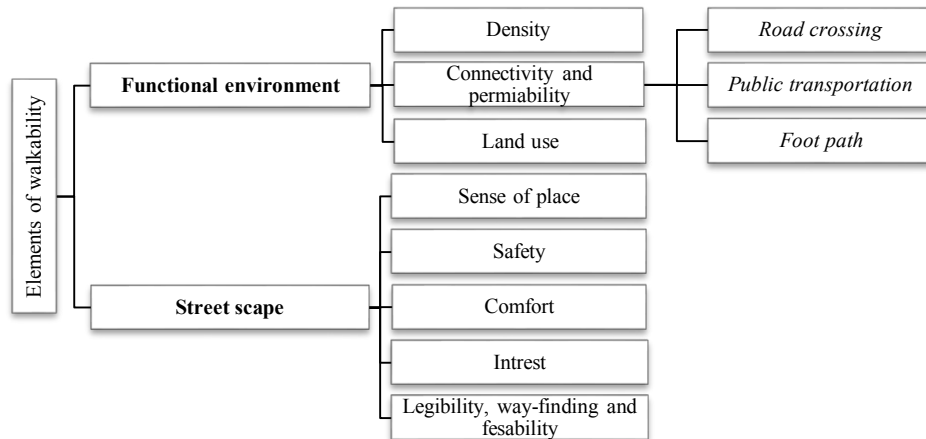 Elements of walkability
Functional environment
Density
Connectivity and
permiability
Road crossing
Public transportation
Foot path
Land use
Street scape
Sense of place
Safety
Comfort
Intrest
Legibility, way-finding and
fesability